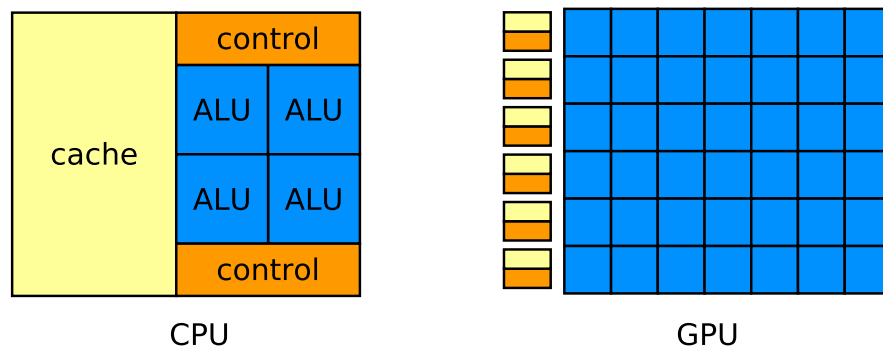 control
ALU ALU
cache
ALU ALU
control
CPU GPU